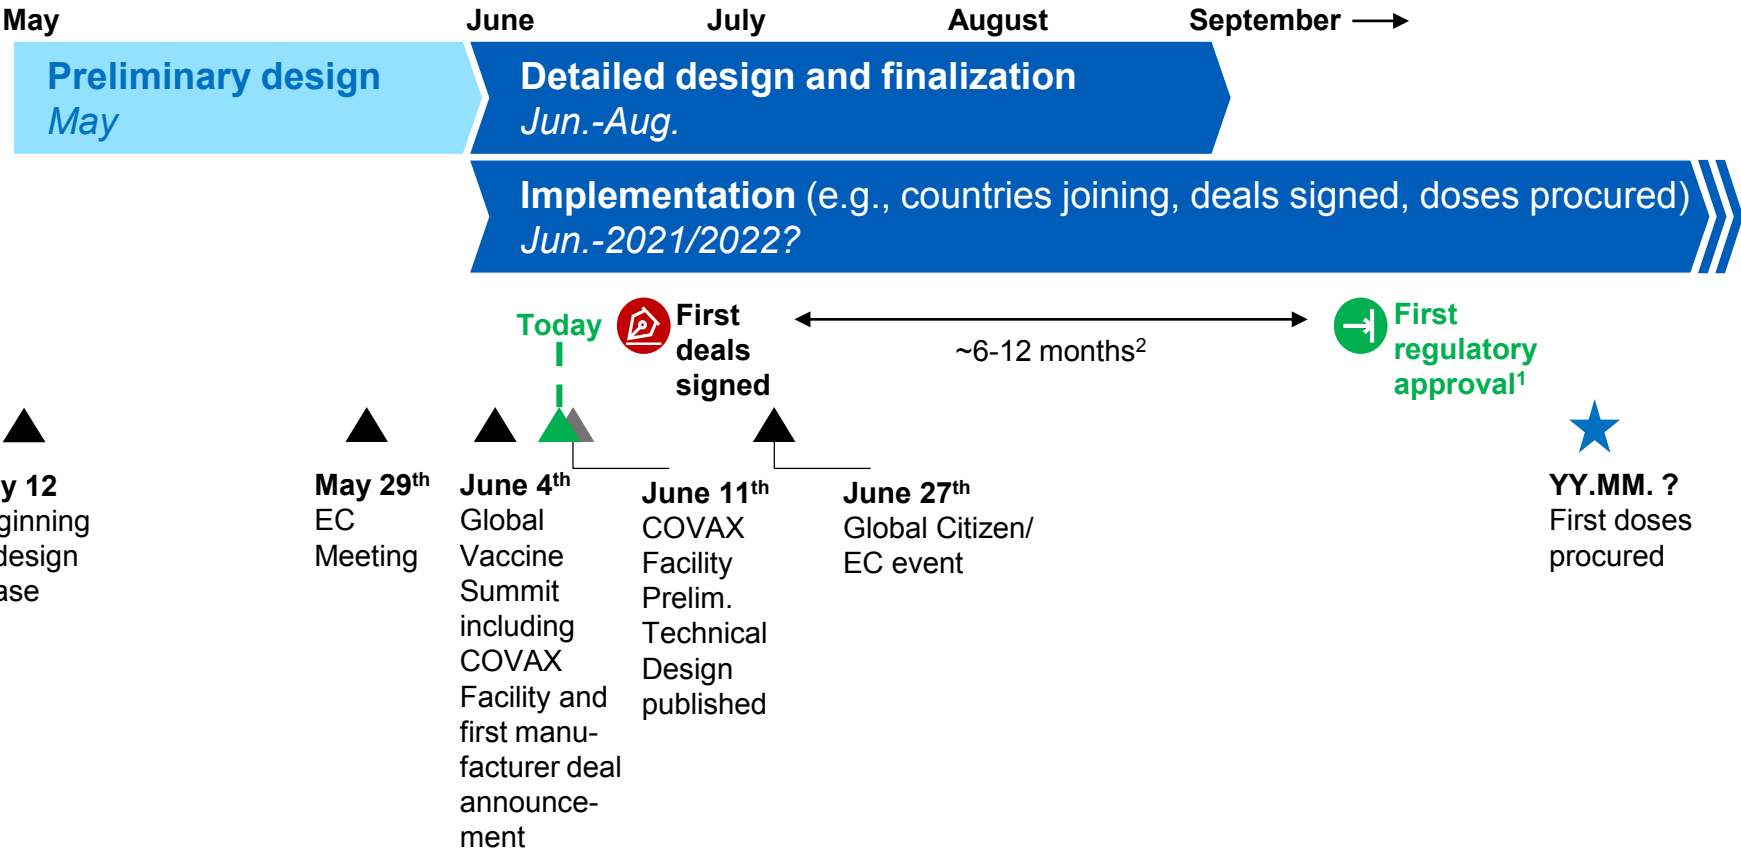 May June July August September
Preliminary design
May
Detailed design and finalization
Jun.-Aug.
Implementation (e.g., countries joining, deals signed, doses procured)
Jun.-2021/2022?
Today
First
deals
signed
~6-12 months2
First
regulatory
approval1
y 12
ginning
design
ase
May 29th
EC
Meeting
June 4th
Global
Vaccine
Summit
including
COVAX
Facility and
first manu-
facturer deal
announce-
ment
June 11th
COVAX
Facility
Prelim.
Technical
Design
published
June 27th
Global Citizen/
EC event
YY.MM. ?
First doses
procured